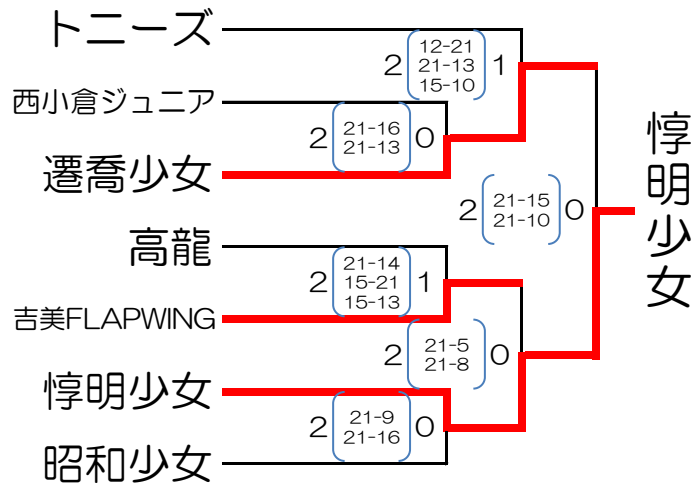 トニーズ
2 12-21 1
21-13
15-10
西小倉ジュニア
2 21-16 0
21-13
遷喬少女
惇明少女
2 21-15 0
21-10
高龍
2 21-14 1
15-21
15-13
吉美FLAPWING
2 21-5 0
21-8
惇明少女
2 21-9 0
21-16
昭和少女